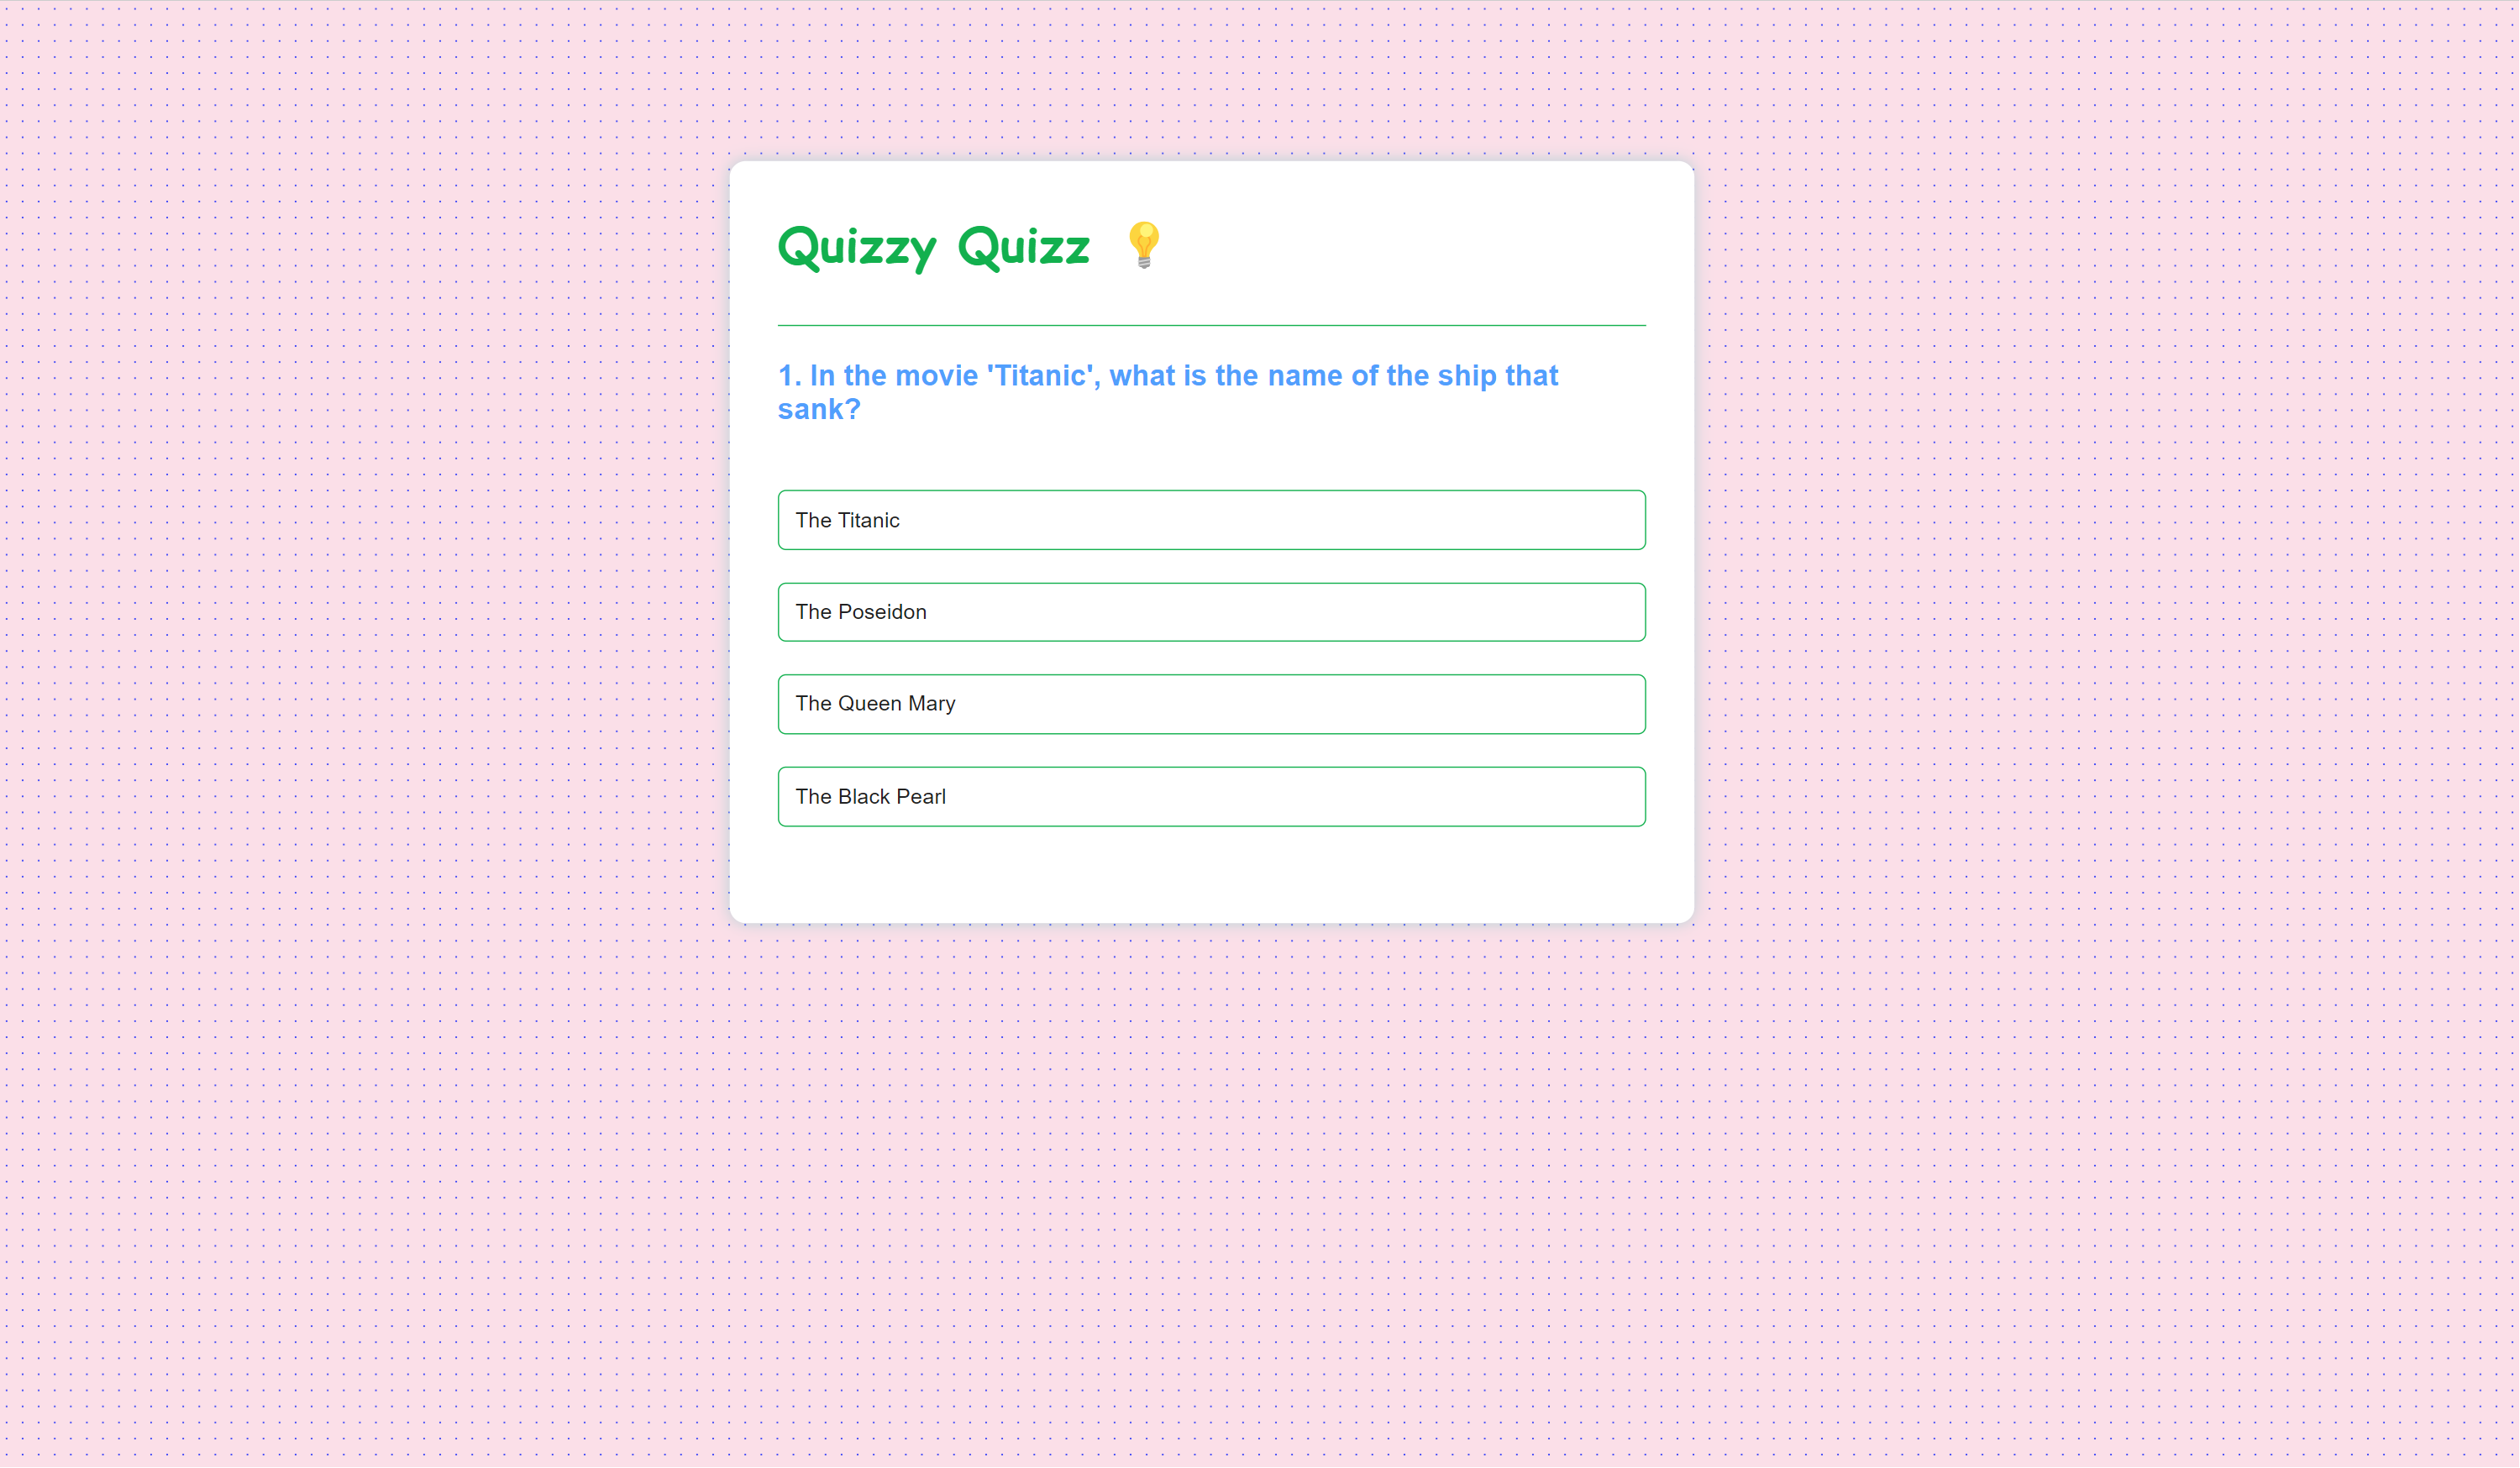 Quizzy Quizz
1. In the movie 'Titanic', what is the name of the ship that
sank?
The Titanic
The Poseidon
The Queen Mary
The Black Pearl